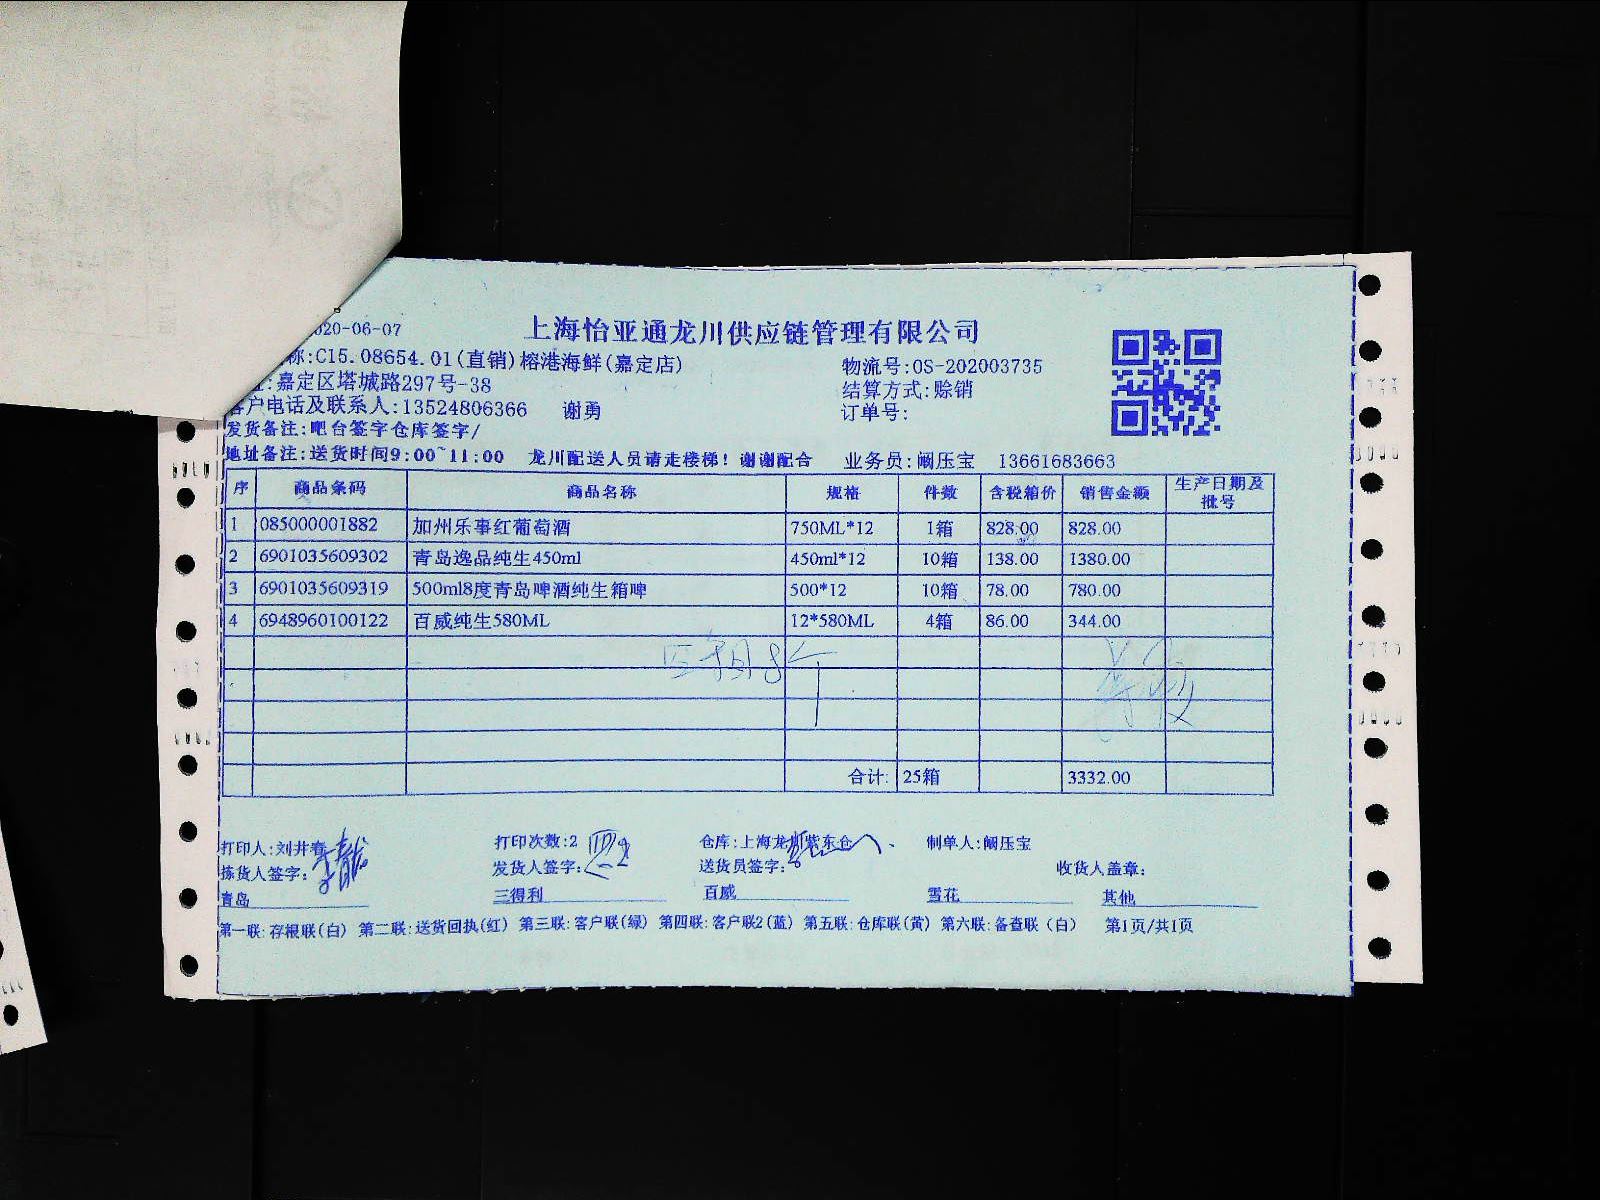 020-06-07
上海怡亚通龙川供应链管理有限公司
称:C15.08654.01(直销)榕港海鲜(嘉定店) 物流号:OS-202003735
:嘉定区塔城路297号-38 结算方式:赊销
客户电话及联系人:13524806366 谢勇 订单号:
发货备注:吧台签字仓库签字/
地址备注:送货时间9:00~11:00 龙川配送人员请走楼梯！谢谢配合 业务员:阚压宝 13661683663
序 商品条码 商品名称 规格 件数 含税箱价 销售金额 生产日期及批号
1 085000001882 加州乐事红葡萄酒 750ML*12 1箱 828.00 828.00
2 6901035609302 青岛逸品纯生450ml 450ml*12 10箱 138.00 1380.00
3 6901035609319 500ml8度青岛啤酒纯生箱啤 500*12 10箱 78.00 780.00
4 6948960100122 百威纯生580ML 12*580ML 4箱 86.00 344.00
合计: 25箱 3332.00
打印人:刘井春 打印次数:2 仓库:上海龙川紫东仓 制单人:阚压宝
拣货人签字: 发货人签字: 送货员签字: 收货人盖章:
青岛 三得利 百威 雪花 其他
第一联:存根联(白) 第二联:送货回执(红) 第三联:客户联(绿) 第四联:客户联2(蓝) 第五联:仓库联(黄) 第六联:备查联（白） 第1页/共1页